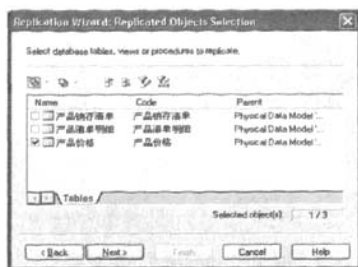 Replication Wizard: Replicated Objects Selection
Select database tables, views or procedures to replicate.
Name Code Parent
产品销存清单 产品销存清单 Physical Data Model '...
产品清单明细 产品清单明细 Physical Data Model '...
产品价格 产品价格 Physical Data Model '...
Tables
Selected object(s): 1/3
< Back Next > Finish Cancel Help